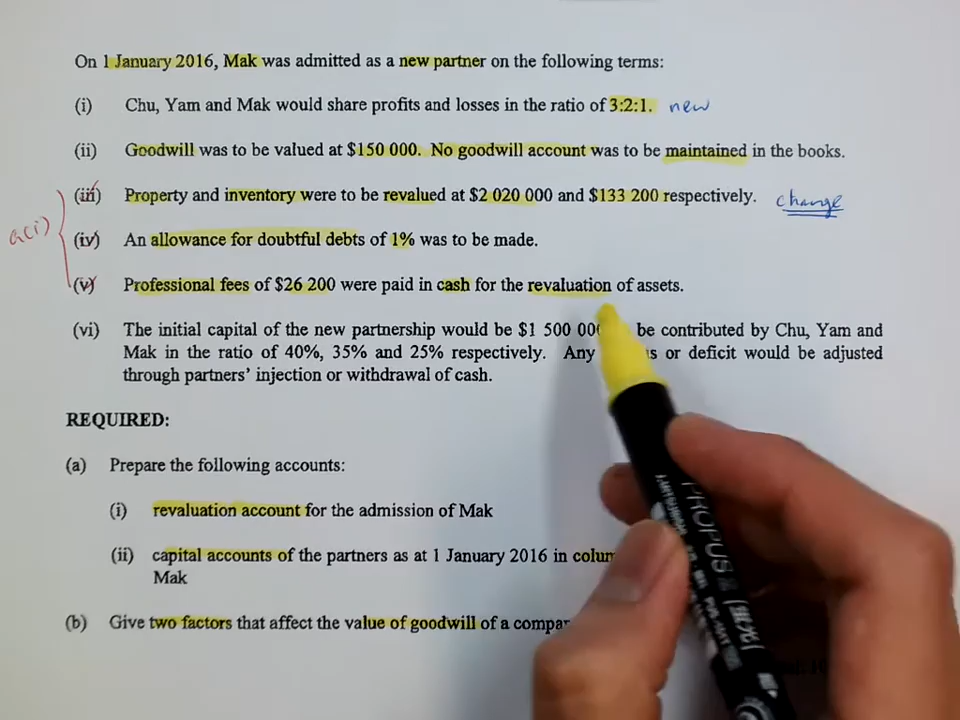 On 1 January 2016, Mak was admitted as a new partner on the following terms:
(i) Chu, Yam and Mak would share profits and losses in the ratio of 3:2:1. new
(ii) Goodwill was to be valued at $150 000. No goodwill account was to be maintained in the books.
(iii) Property and inventory were to be revalued at $2 020 000 and $133 200 respectively. change
a(i)
(iv) An allowance for doubtful debts of 1% was to be made.
(v) Professional fees of $26 200 were paid in cash for the revaluation of assets.
(vi) The initial capital of the new partnership would be $1 500 be contributed by Chu, Yam and
Mak in the ratio of 40%, 35% and 25% respectively. Any or deficit would be adjusted
through partners' injection or withdrawal of cash.
REQUIRED:
(a) Prepare the following accounts:
(i) revaluation account for the admission of Mak
(ii) capital accounts of the partners as at 1 January 2016 in
Mak
(b) Give two factors that affect the value of goodwill of a
PROPUS